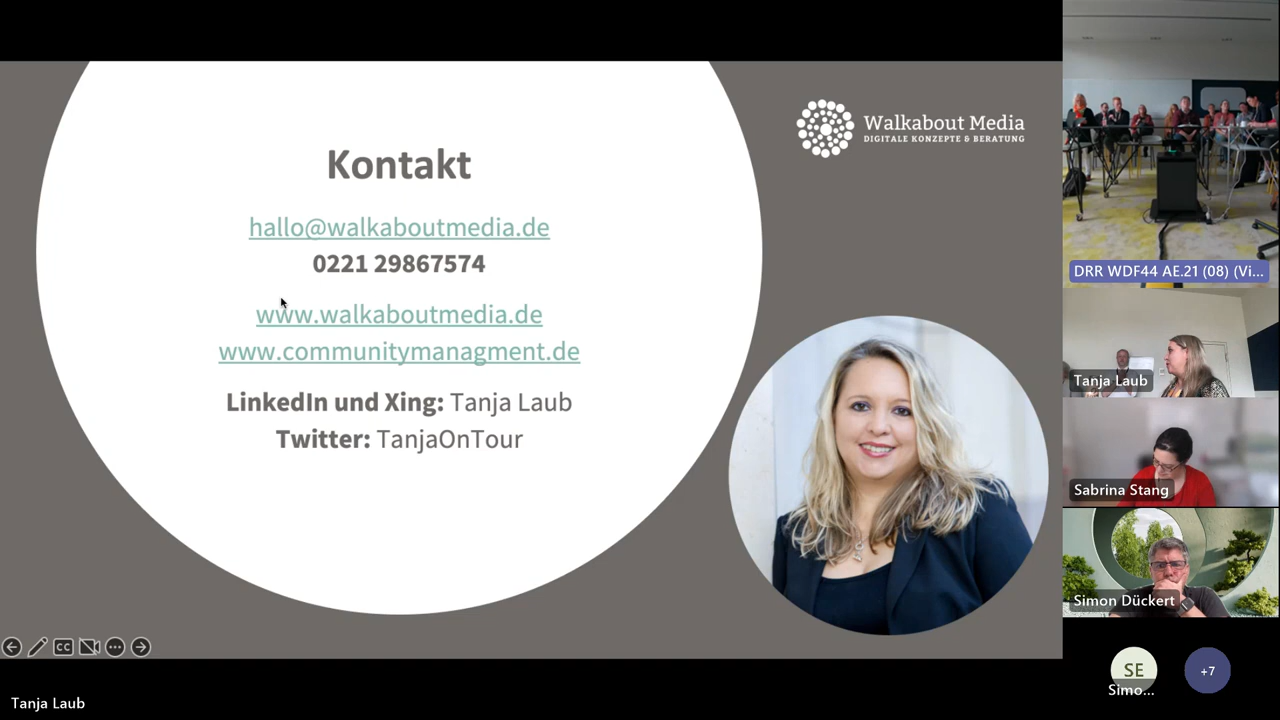 Kontakt
hallo@walkaboutmedia.de
0221 29867574
www.walkaboutmedia.de
www.communitymanagment.de
LinkedIn und Xing: Tanja Laub
Twitter: TanjaOnTour
Walkabout Media
DIGITALE KONZEPTE & BERATUNG
DRR WDF44 AE.21 (08) (Vi...
Tanja Laub
Sabrina Stang
Simon Dückert
SE
Simo...
+7
CC
Tanja Laub